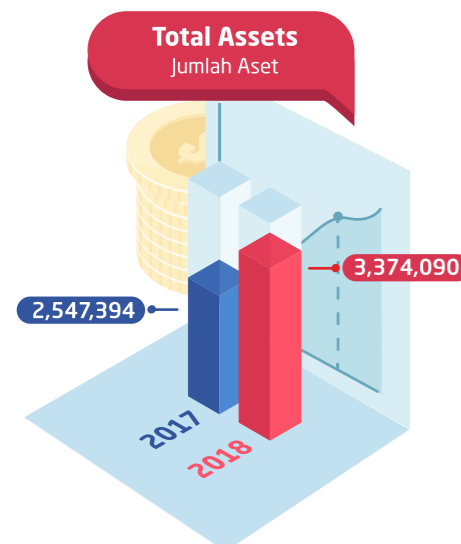 Total Assets
Jumlah Aset
3,374,090
2,547,394
2017
2018